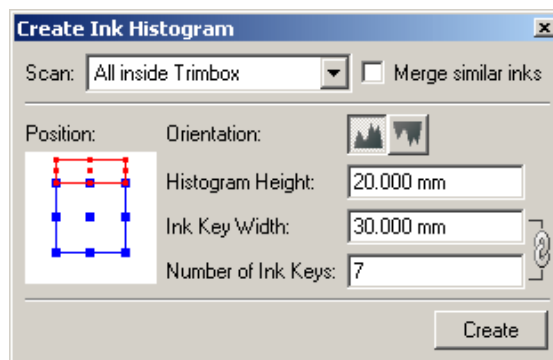 Create Ink Histogram
Scan: All inside Trimbox Merge similar inks
Position: Orientation:
Histogram Height: 20.000 mm
Ink Key Width: 30.000 mm
Number of Ink Keys: 7
Create